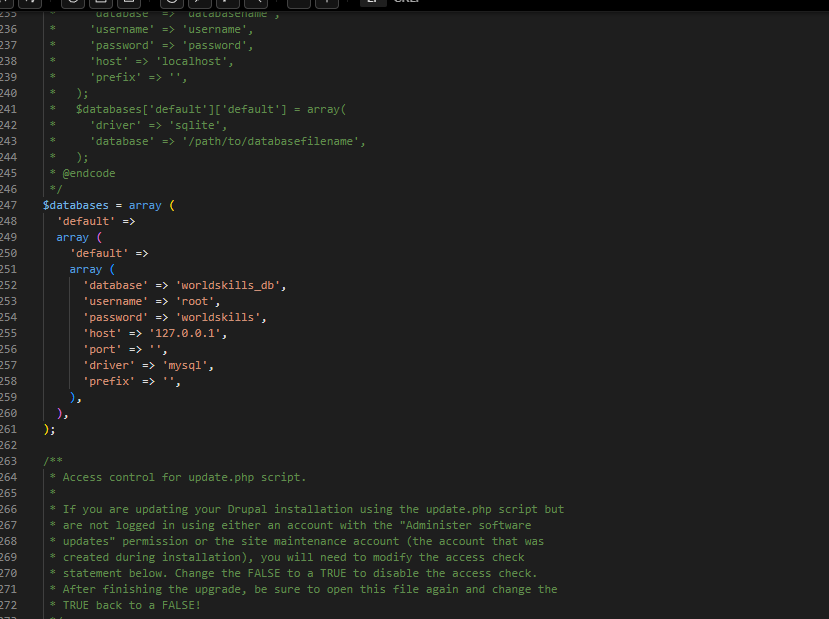 235 *     'database' => 'databasename',
236 *     'username' => 'username',
237 *     'password' => 'password',
238 *     'host' => 'localhost',
239 *     'prefix' => '',
240 *   );
241 *   $databases['default']['default'] = array(
242 *     'driver' => 'sqlite',
243 *     'database' => '/path/to/databasefilename',
244 *   );
245 * @endcode
246 */
247 $databases = array (
248   'default' =>
249   array (
250     'default' =>
251     array (
252       'database' => 'worldskills_db',
253       'username' => 'root',
254       'password' => 'worldskills',
255       'host' => '127.0.0.1',
256       'port' => '',
257       'driver' => 'mysql',
258       'prefix' => '',
259     ),
260   ),
261 );
262
263 /**
264 * Access control for update.php script.
265 *
266 * If you are updating your Drupal installation using the update.php script but
267 * are not logged in using either an account with the "Administer software
268 * updates" permission or the site maintenance account (the account that was
269 * created during installation), you will need to modify the access check
270 * statement below. Change the FALSE to a TRUE to disable the access check.
271 * After finishing the upgrade, be sure to open this file again and change the
272 * TRUE back to a FALSE!